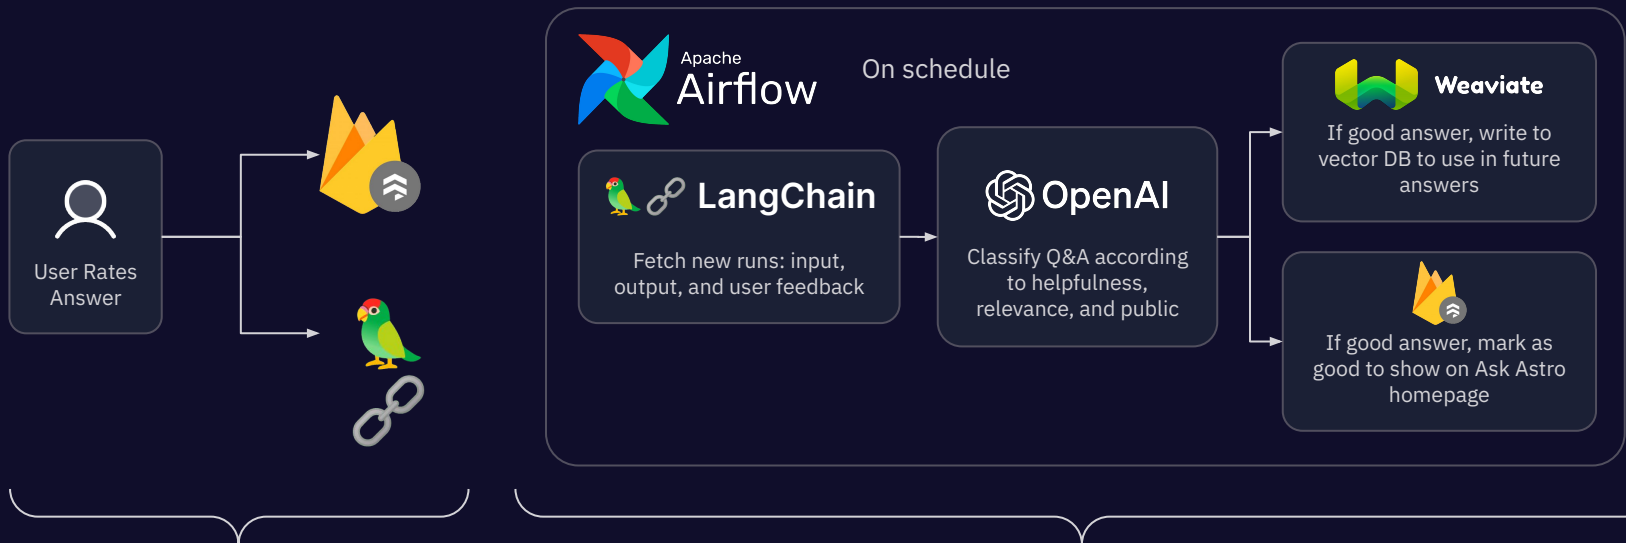 User Rates
Answer
Apache
Airflow
On schedule
LangChain
Fetch new runs: input,
output, and user feedback
OpenAI
Classify Q&A according
to helpfulness,
relevance, and public
Weaviate
If good answer, write to
vector DB to use in future
answers
If good answer, mark as
good to show on Ask Astro
homepage